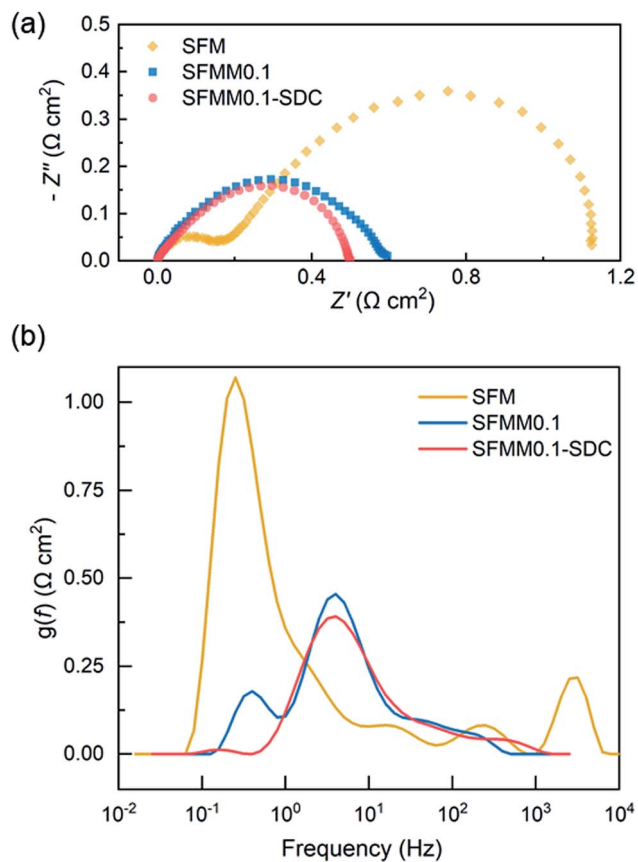 (a)
0.5
0.4
0.3
0.2
0.1
0.0
- Z″ (Ω cm²)
SFM
SFMM0.1
SFMM0.1-SDC
0.0 0.4 0.8 1.2
Z′ (Ω cm²)
(b)
1.00
0.75
0.50
0.25
0.00
g(f) (Ω cm²)
SFM
SFMM0.1
SFMM0.1-SDC
10⁻² 10⁻¹ 10⁰ 10¹ 10² 10³ 10⁴
Frequency (Hz)